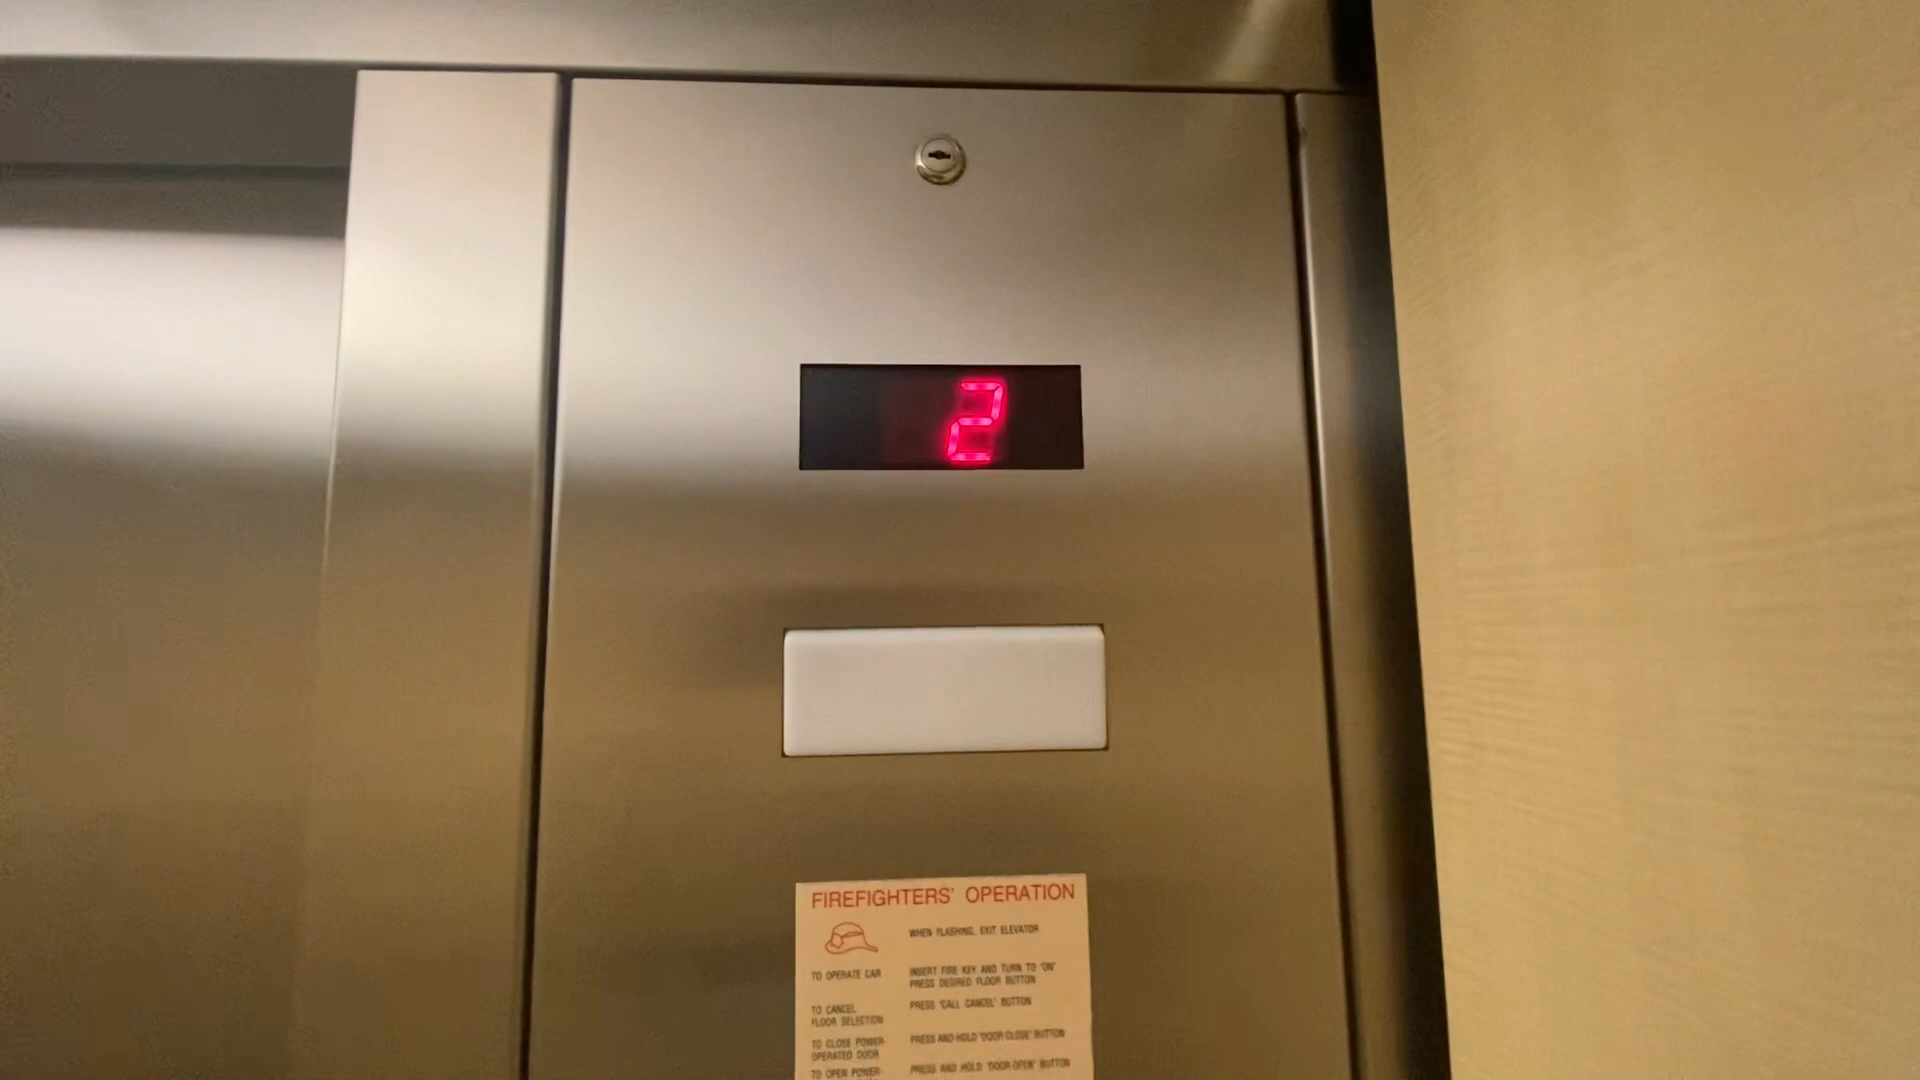 2
FIREFIGHTERS' OPERATION
WHEN FLASHING, EXIT ELEVATOR
TO OPERATE CAR
INSERT FIRE KEY AND TURN TO "ON"
PRESS DESIRED FLOOR BUTTON
TO CANCEL
FLOOR SELECTION
PRESS "CALL CANCEL" BUTTON
TO CLOSE POWER-
OPERATED DOOR
PRESS AND HOLD "DOOR CLOSE" BUTTON
TO OPEN POWER-
PRESS AND HOLD "DOOR OPEN" BUTTON